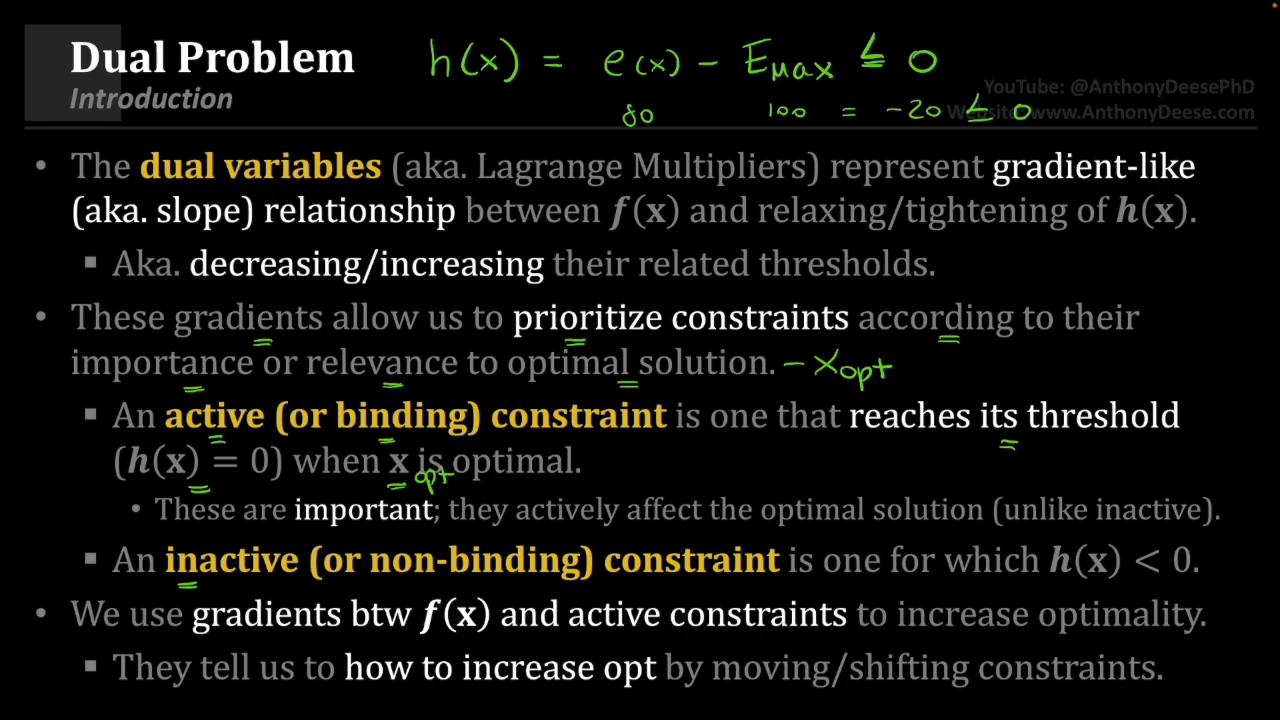 Dual Problem
h(x) = e(x) - EMAX ≤ 0
Introduction
YouTube: @AnthonyDeesePhD
80 100 = -20 ≤ 0
Website: www.AnthonyDeese.com
• The dual variables (aka. Lagrange Multipliers) represent gradient-like
(aka. slope) relationship between f(x) and relaxing/tightening of h(x).
▪ Aka. decreasing/increasing their related thresholds.
• These gradients allow us to prioritize constraints according to their
importance or relevance to optimal solution. - Xopt
▪ An active (or binding) constraint is one that reaches its threshold
(h(x) = 0) when x is optimal.
opt
• These are important; they actively affect the optimal solution (unlike inactive).
▪ An inactive (or non-binding) constraint is one for which h(x) < 0.
• We use gradients btw f(x) and active constraints to increase optimality.
▪ They tell us to how to increase opt by moving/shifting constraints.